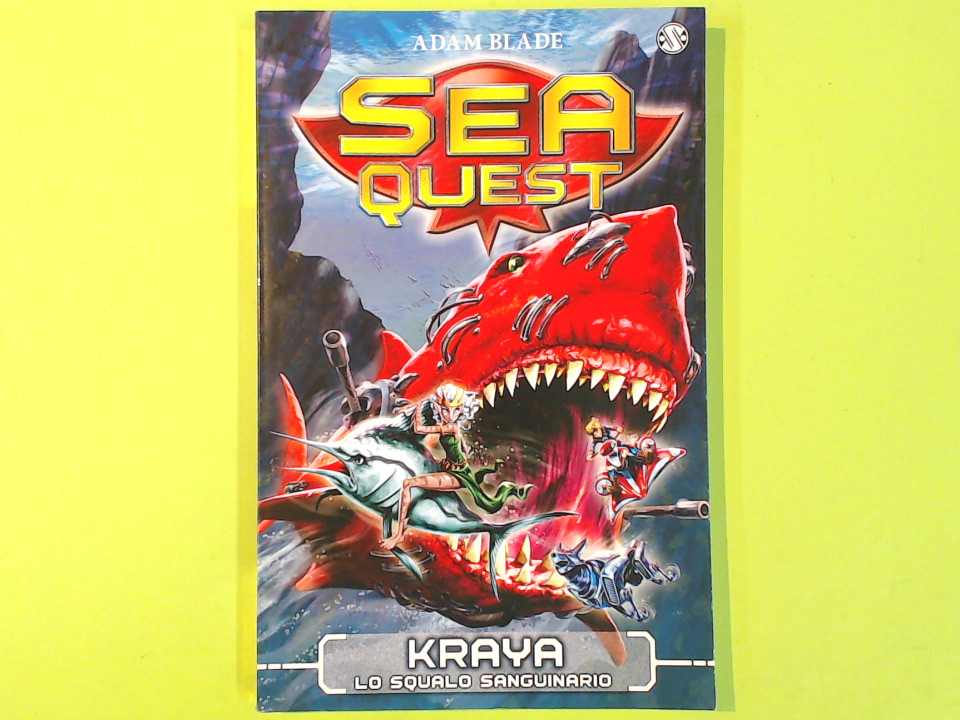 ADAM BLADE
SEA
QUEST
KRAYA
LO SQUALO SANGUINARIO